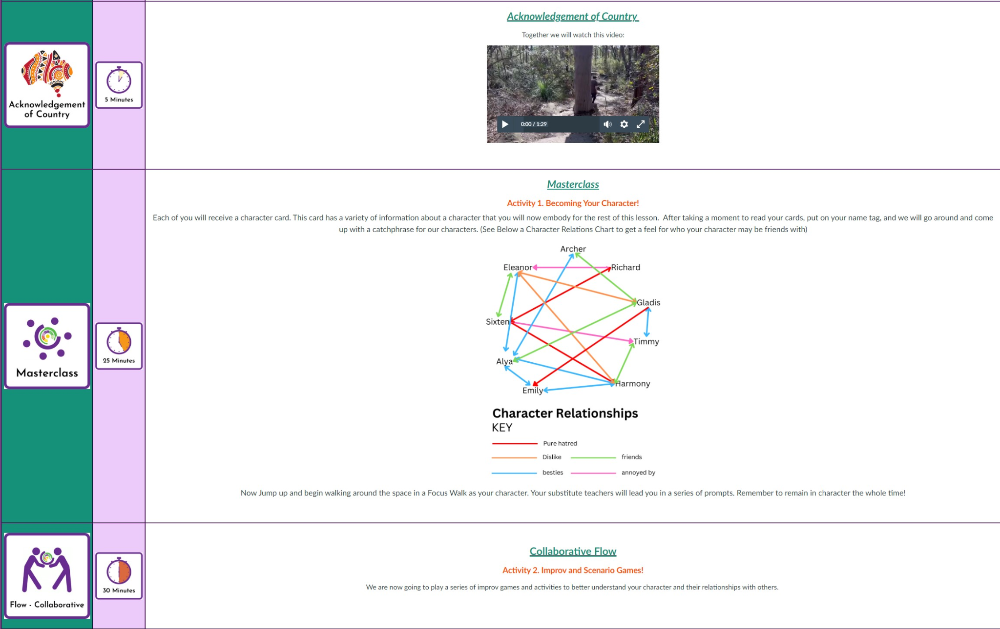 Acknowledgement of Country
Together we will watch this video:
0:00 / 1:29
Acknowledgement
of Country
5 Minutes
Masterclass
Activity 1. Becoming Your Character!
Each of you will receive a character card. This card has a variety of information about a character that you will now embody for the rest of this lesson.  After taking a moment to read your cards, put on your name tag, and we will go around and come
up with a catchphrase for our characters. (See Below a Character Relations Chart to get a feel for who your character may be friends with)
Archer
Eleanor
Richard
Gladis
Sixten
Timmy
Alya
Harmony
Emily
Character Relationships
KEY
Pure hatred
Dislike
friends
besties
annoyed by
Masterclass
25 Minutes
Now Jump up and begin walking around the space in a Focus Walk as your character. Your substitute teachers will lead you in a series of prompts. Remember to remain in character the whole time!
Collaborative Flow
Activity 2. Improv and Scenario Games!
We are now going to play a series of improv games and activities to better understand your character and their relationships with others.
Flow - Collaborative
30 Minutes